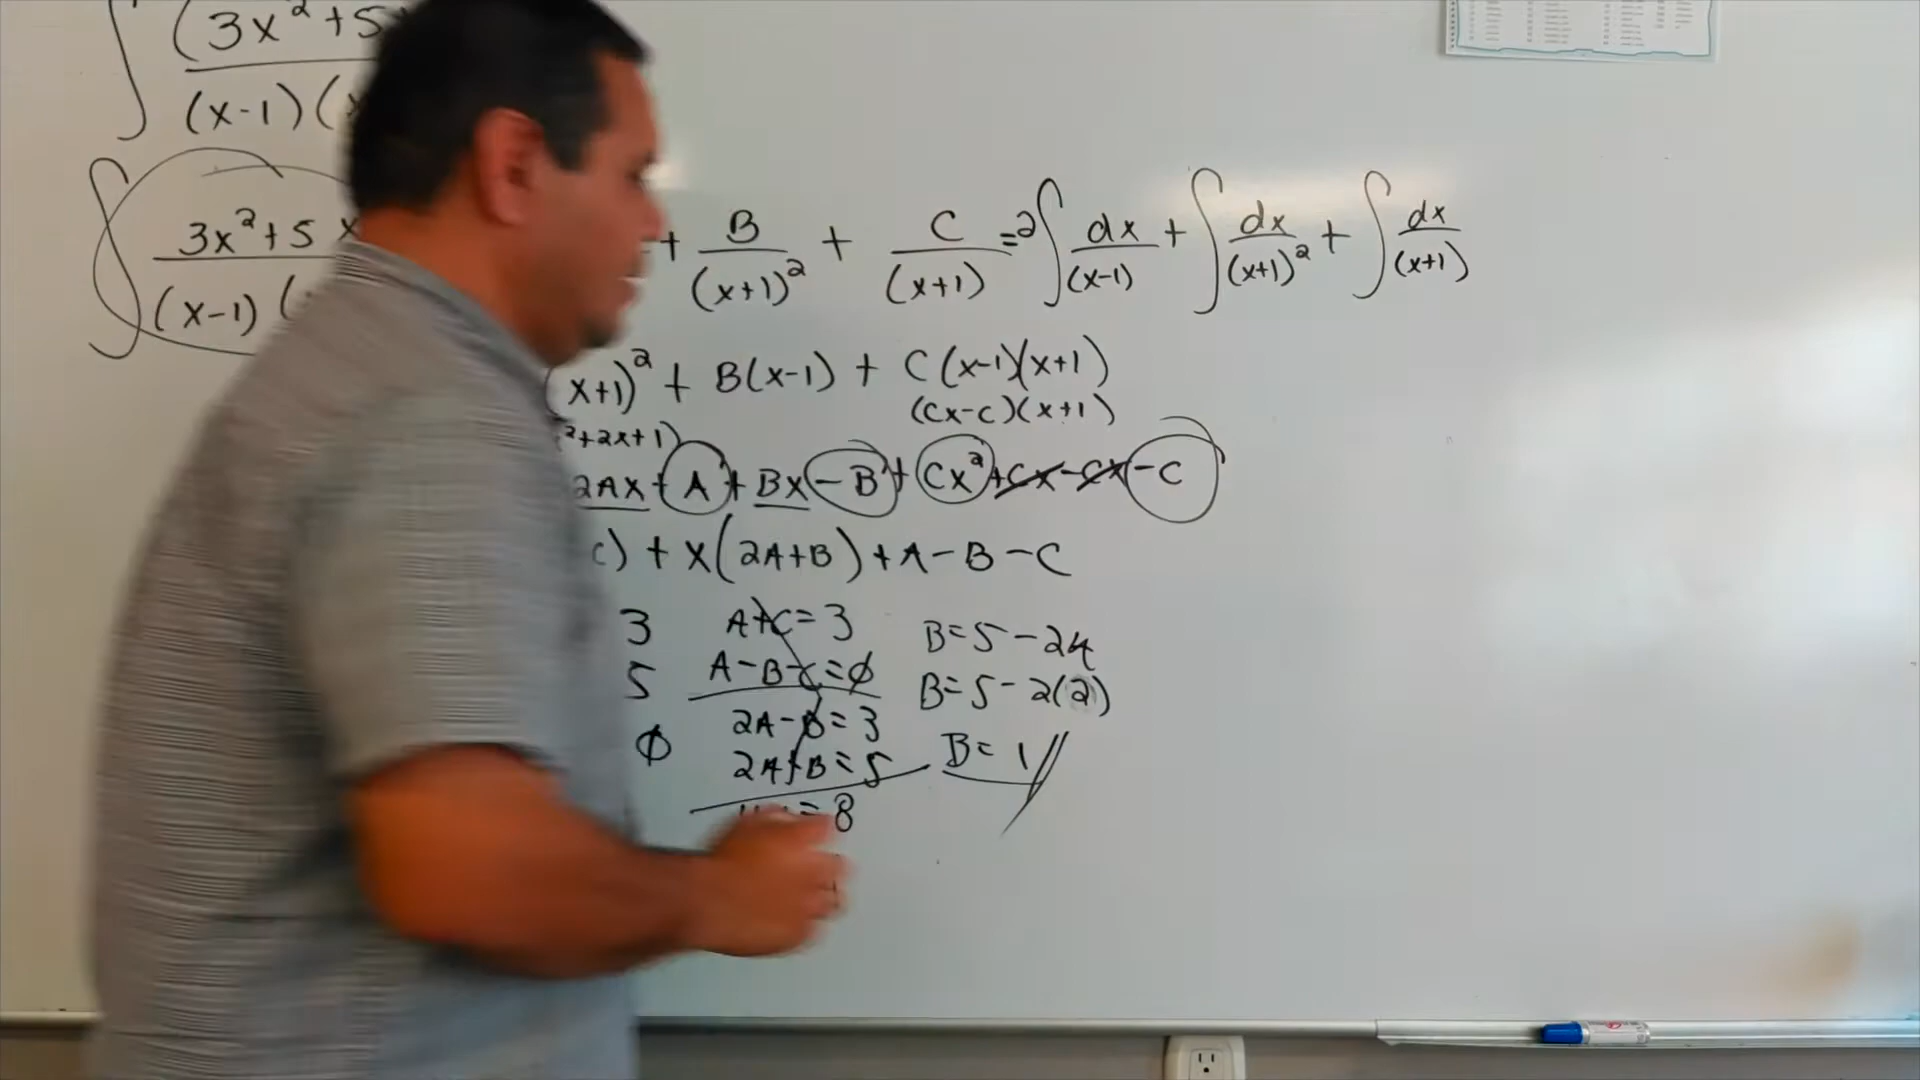 ∫ (3x² + 5
(x-1)(
∫ 3x² + 5x
(x-1)(
+ B/(x+1)² + C/(x+1) = 2∫ dx/(x-1) + ∫ dx/(x+1)² + ∫ dx/(x+1)
(x+1)² + B(x-1) + C(x-1)(x+1)
(Cx-C)(x+1)
²+2x+1)
2Ax + A + Bx - B + Cx² + Cx - Cx - C
C) + x(2A+B) + A - B - C
3
5
∅
A+C=3
A-B-C=∅
2A-B=3
2A+B=5
=8
B=5-2A
B=5-2(2)
B=1